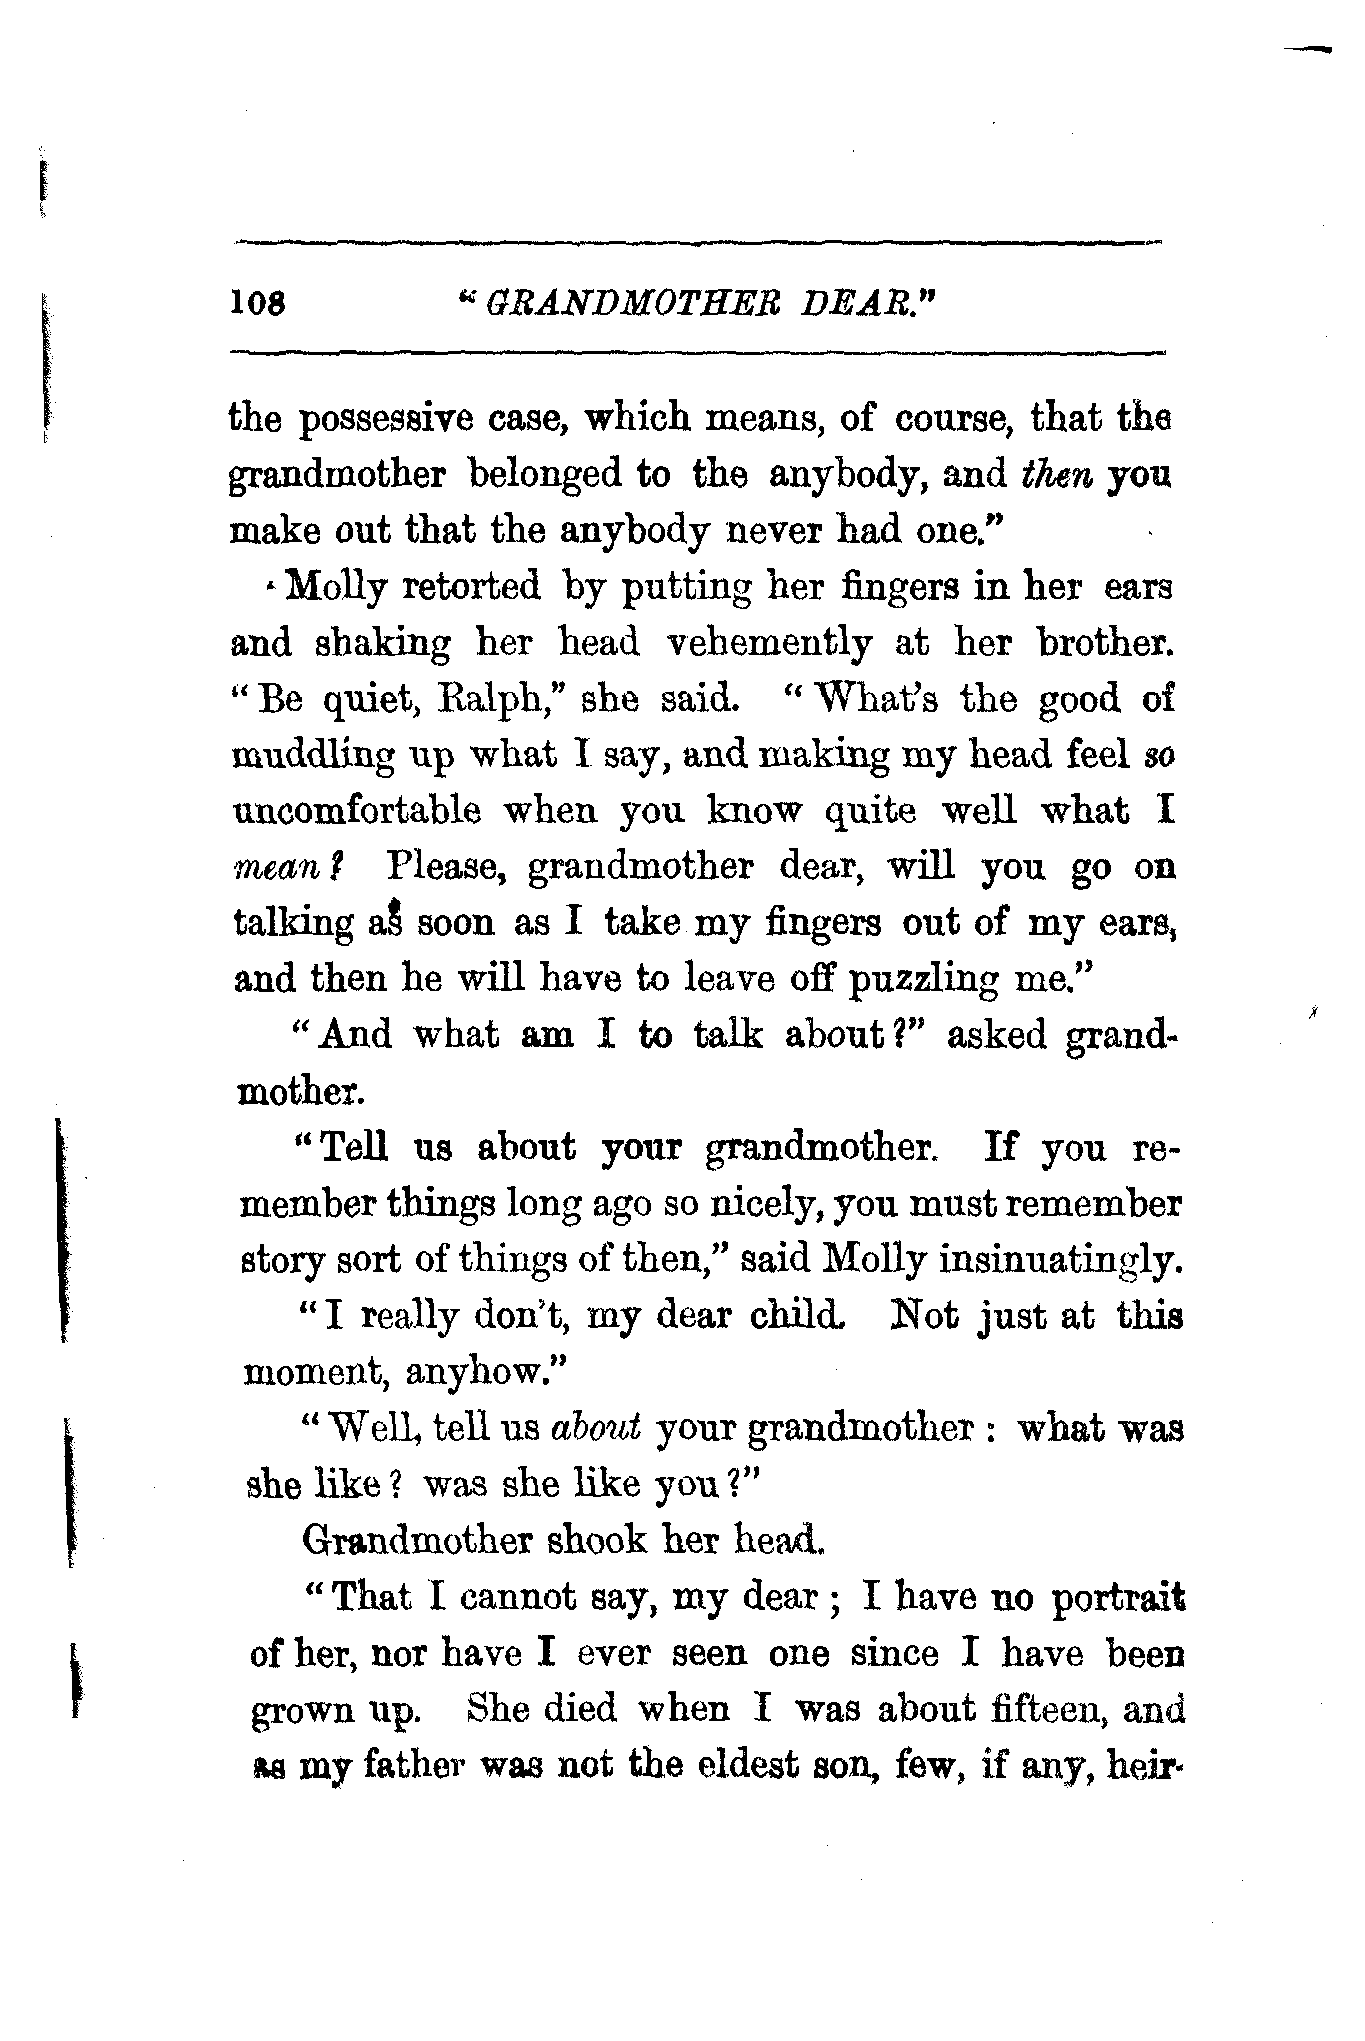 108 "GRANDMOTHER DEAR."
the possessive case, which means, of course, that the
grandmother belonged to the anybody, and then you
make out that the anybody never had one."
Molly retorted by putting her fingers in her ears
and shaking her head vehemently at her brother.
"Be quiet, Ralph," she said. "What's the good of
muddling up what I say, and making my head feel so
uncomfortable when you know quite well what I
mean? Please, grandmother dear, will you go on
talking as soon as I take my fingers out of my ears,
and then he will have to leave off puzzling me."
"And what am I to talk about?" asked grand-
mother.
"Tell us about your grandmother. If you re-
member things long ago so nicely, you must remember
story sort of things of then," said Molly insinuatingly.
"I really don't, my dear child. Not just at this
moment, anyhow."
"Well, tell us about your grandmother: what was
she like? was she like you?"
Grandmother shook her head.
"That I cannot say, my dear; I have no portrait
of her, nor have I ever seen one since I have been
grown up. She died when I was about fifteen, and
as my father was not the eldest son, few, if any, heir-